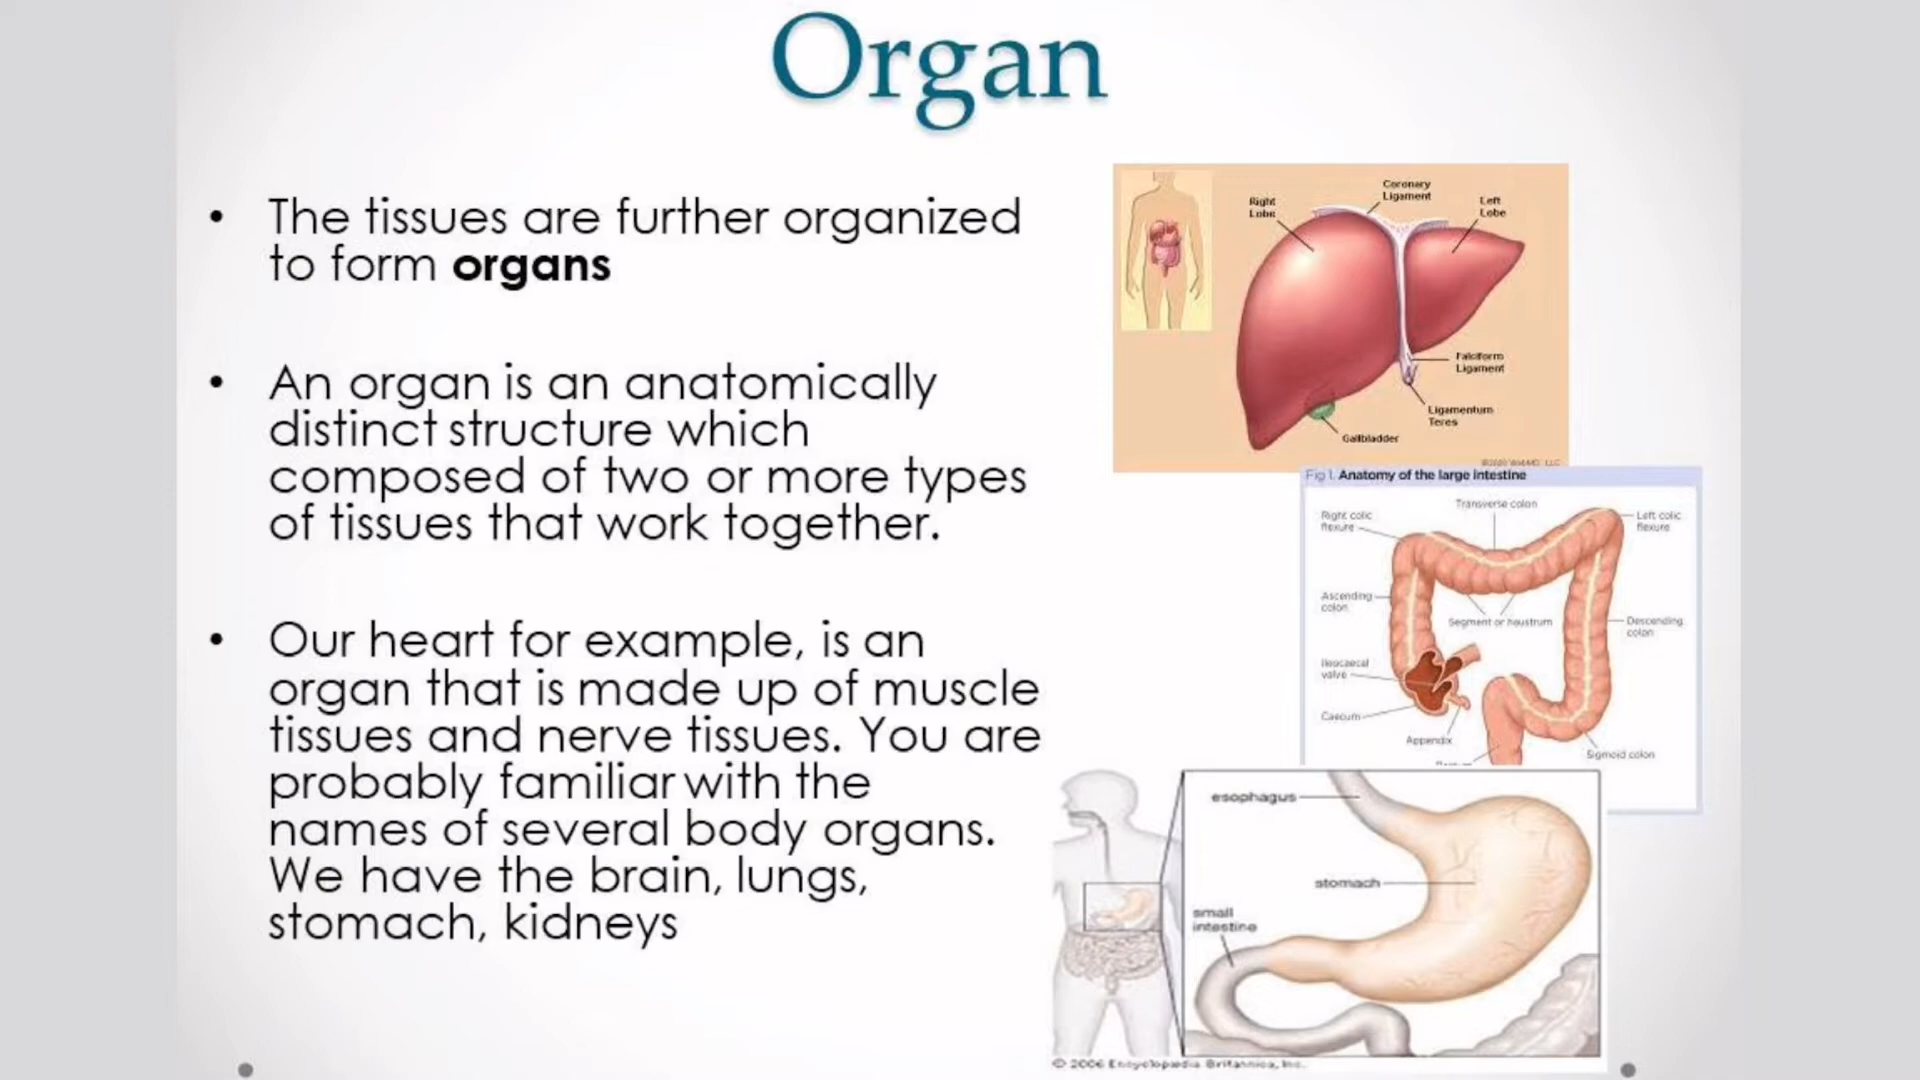 Organ
• The tissues are further organized
to form organs
• An organ is an anatomically
distinct structure which
composed of two or more types
of tissues that work together.
• Our heart for example, is an
organ that is made up of muscle
tissues and nerve tissues. You are
probably familiar with the
names of several body organs.
We have the brain, lungs,
stomach, kidneys
Coronary
Ligament
Right
Lobe
Left
Lobe
Falciform
Ligament
Ligamentum
Teres
Gallbladder
Fig 1. Anatomy of the large intestine
Transverse colon
Right colic
flexure
Left colic
flexure
Ascending
colon
Segment or haustrum
Descending
colon
Ileocaecal
valve
Caecum
Appendix
Sigmoid colon
esophagus
stomach
small
intestine
© 2006 Encyclopædia Britannica, Inc.